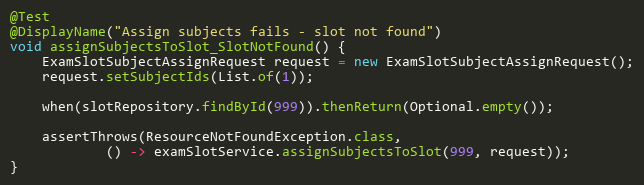 @Test
@DisplayName("Assign subjects fails - slot not found")
void assignSubjectsToSlot_SlotNotFound() {
    ExamSlotSubjectAssignRequest request = new ExamSlotSubjectAssignRequest();
    request.setSubjectIds(List.of(1));

    when(slotRepository.findById(999)).thenReturn(Optional.empty());

    assertThrows(ResourceNotFoundException.class,
            () -> examSlotService.assignSubjectsToSlot(999, request));
}